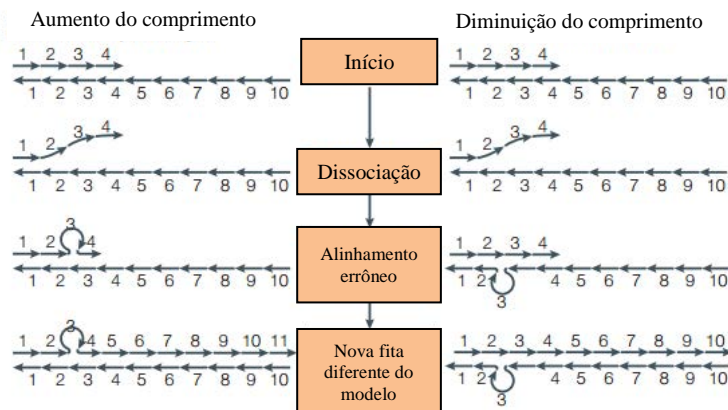 Aumento do comprimento
Diminuição do comprimento
Início
1 2 3 4
1 2 3 4 5 6 7 8 9 10
1 2 3 4
1 2 3 4 5 6 7 8 9 10
Dissociação
1 2 3 4
1 2 3 4 5 6 7 8 9 10
1 2 3 4
1 2 3 4 5 6 7 8 9 10
Alinhamento
errôneo
1 2 3 4
1 2 3 4 5 6 7 8 9 10
1 2 3 4
1 2 4 5 6 7 8 9 10
3
Nova fita
diferente do
modelo
1 2 3 4 5 6 7 8 9 10 11
1 2 3 4 5 6 7 8 9 10
1 2 3 4 5 6 7 8 9 10
1 2 4 5 6 7 8 9 10
3